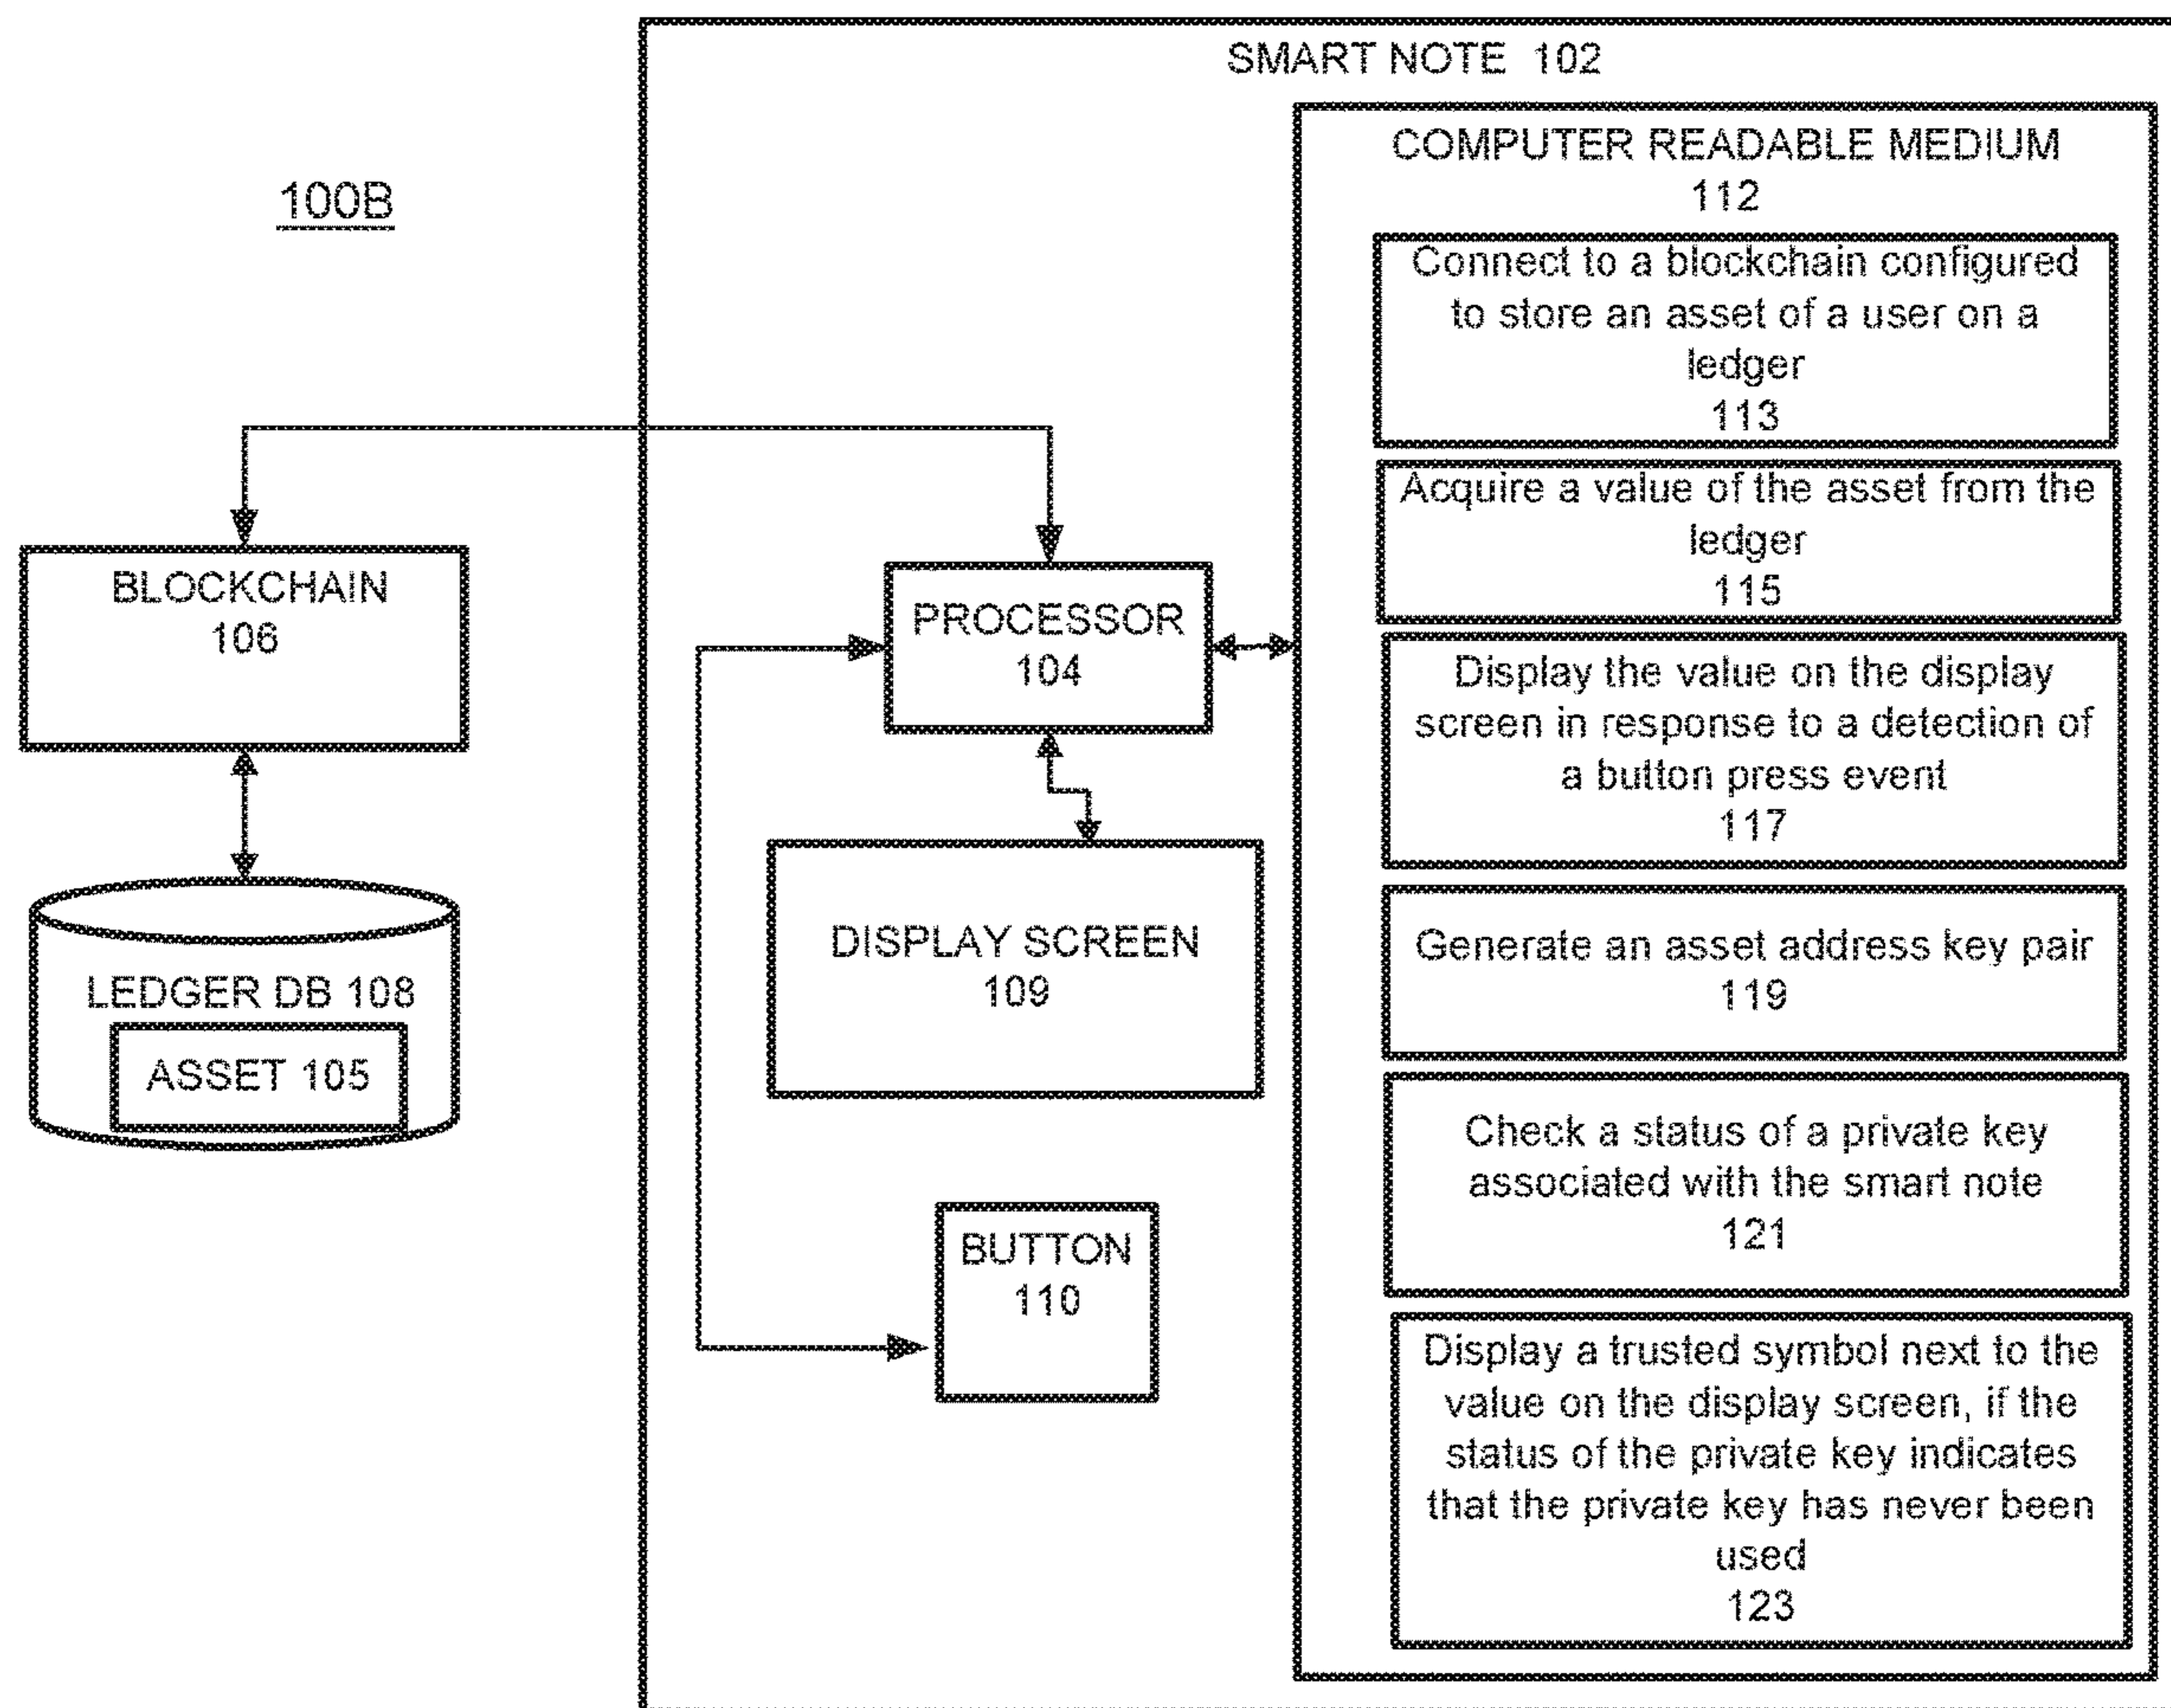 SMART NOTE 102
100B
BLOCKCHAIN
106
LEDGER DB 108
ASSET 105
PROCESSOR
104
DISPLAY SCREEN
109
BUTTON
110
COMPUTER READABLE MEDIUM
112
Connect to a blockchain configured
to store an asset of a user on a
ledger
113
Acquire a value of the asset from the
ledger
115
Display the value on the display
screen in response to a detection of
a button press event
117
Generate an asset address key pair
119
Check a status of a private key
associated with the smart note
121
Display a trusted symbol next to the
value on the display screen, if the
status of the private key indicates
that the private key has never been
used
123